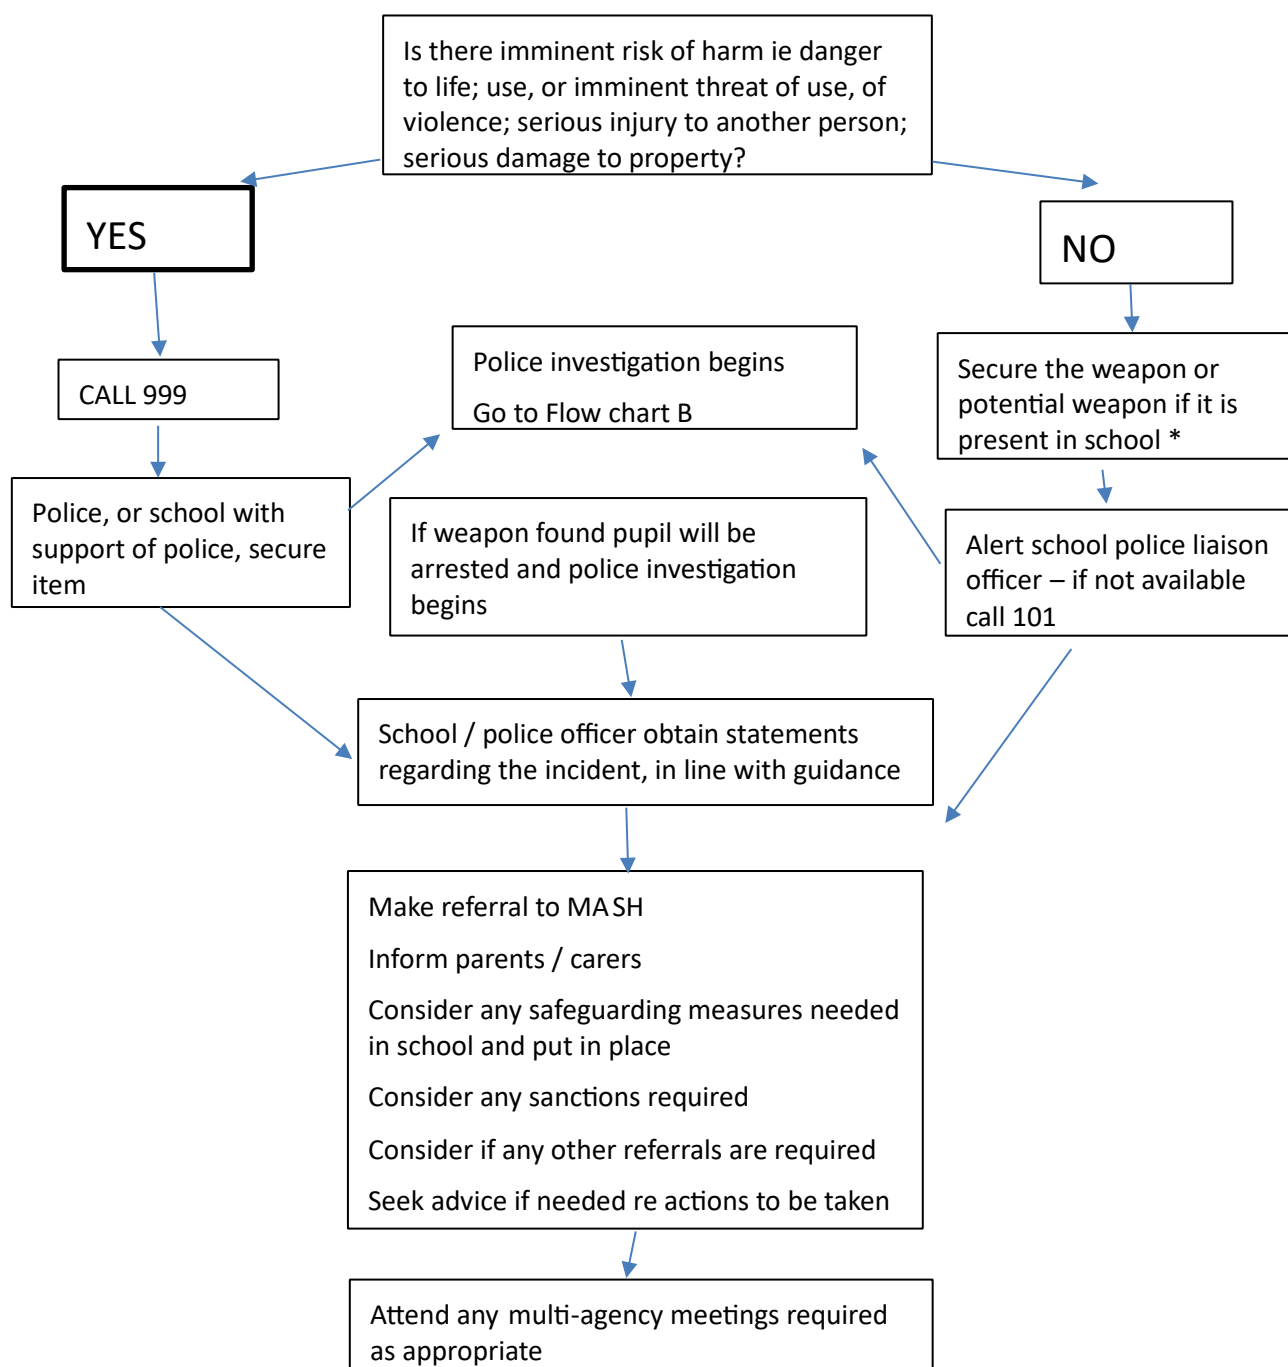 Is there imminent risk of harm ie danger
to life; use, or imminent threat of use, of
violence; serious injury to another person;
serious damage to property?
YES
NO
CALL 999
Police investigation begins
Go to Flow chart B
Secure the weapon or
potential weapon if it is
present in school *
Police, or school with
support of police, secure
item
If weapon found pupil will be
arrested and police investigation
begins
Alert school police liaison
officer – if not available
call 101
School / police officer obtain statements
regarding the incident, in line with guidance
Make referral to MASH
Inform parents / carers
Consider any safeguarding measures needed
in school and put in place
Consider any sanctions required
Consider if any other referrals are required
Seek advice if needed re actions to be taken
Attend any multi-agency meetings required
as appropriate